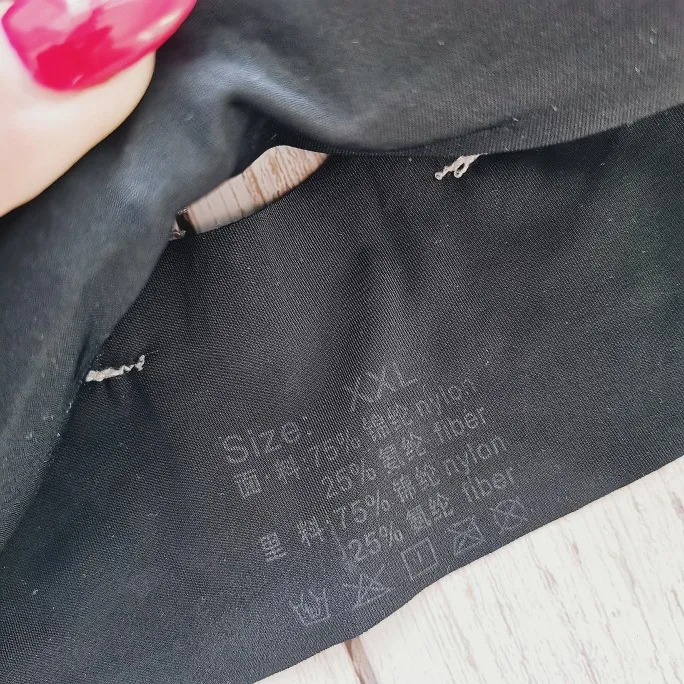 Size: XXL
面·料:75% 锦纶 nylon
25% 氨纶 fiber
里 料:75% 锦纶 nylon
25% 氨纶 fiber